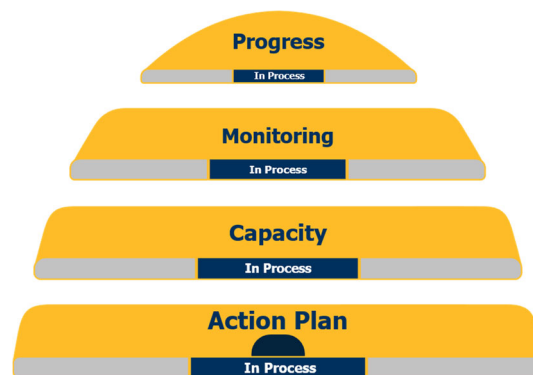 Progress
In Process
Monitoring
In Process
Capacity
In Process
Action Plan
In Process